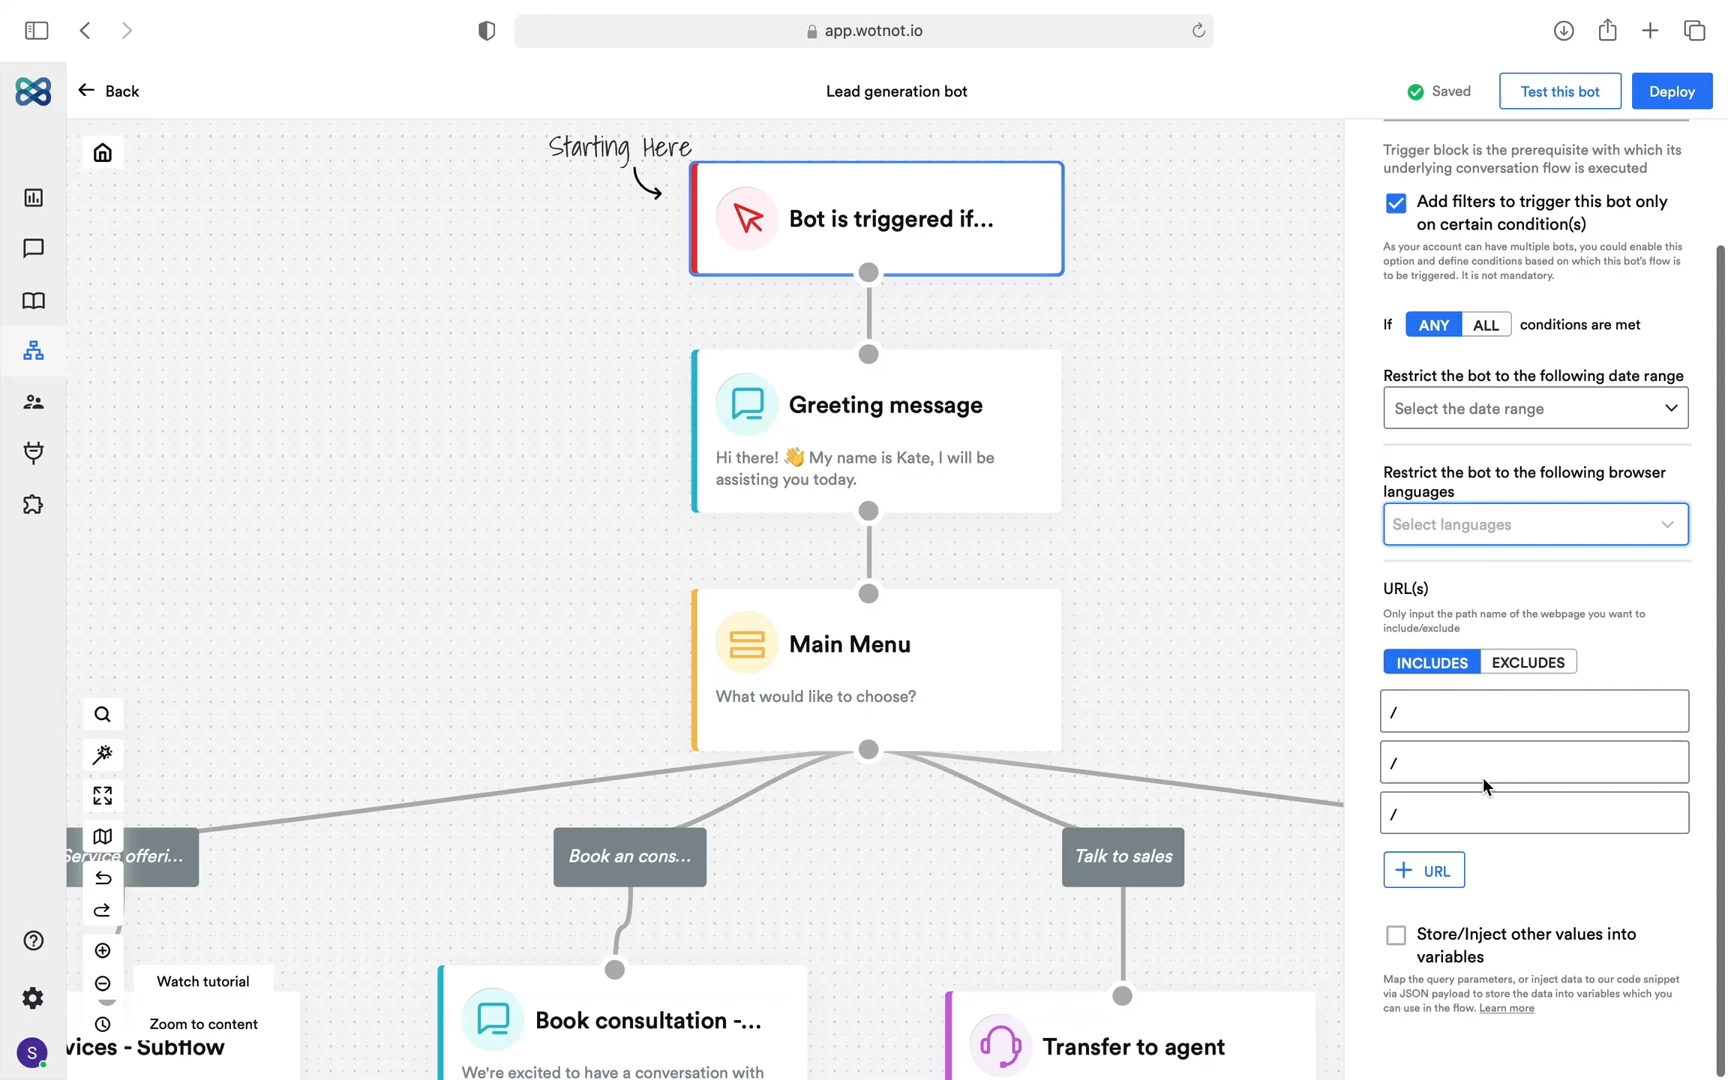 app.wotnot.io
Back
Lead generation bot
Saved
Test this bot
Deploy
Starting Here
Bot is triggered if...
Greeting message
Hi there! 👋 My name is Kate, I will be
assisting you today.
Main Menu
What would like to choose?
Service offeri...
Book an cons...
Talk to sales
Watch tutorial
Zoom to content
vices - Subflow
Book consultation -...
We're excited to have a conversation with
Transfer to agent
S
Trigger block is the prerequisite with which its
underlying conversation flow is executed
Add filters to trigger this bot only
on certain condition(s)
As your account can have multiple bots, you could enable this
option and define conditions based on which this bot's flow is
to be triggered. It is not mandatory.
If ANY ALL conditions are met
Restrict the bot to the following date range
Select the date range
Restrict the bot to the following browser
languages
Select languages
URL(s)
Only input the path name of the webpage you want to
include/exclude
INCLUDES EXCLUDES
/
/
/
+ URL
Store/Inject other values into
variables
Map the query parameters, or inject data to our code snippet
via JSON payload to store the data into variables which you
can use in the flow. Learn more